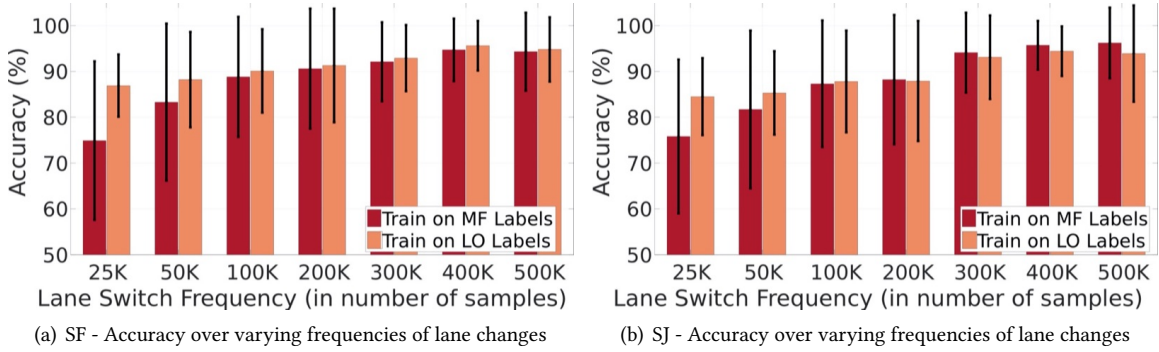 100
90
80
70
60
50
Accuracy (%)
Train on MF Labels
Train on LO Labels
25K 50K 100K 200K 300K 400K 500K
Lane Switch Frequency (in number of samples)
(a) SF - Accuracy over varying frequencies of lane changes
100
90
80
70
60
50
Accuracy (%)
Train on MF Labels
Train on LO Labels
25K 50K 100K 200K 300K 400K 500K
Lane Switch Frequency (in number of samples)
(b) SJ - Accuracy over varying frequencies of lane changes